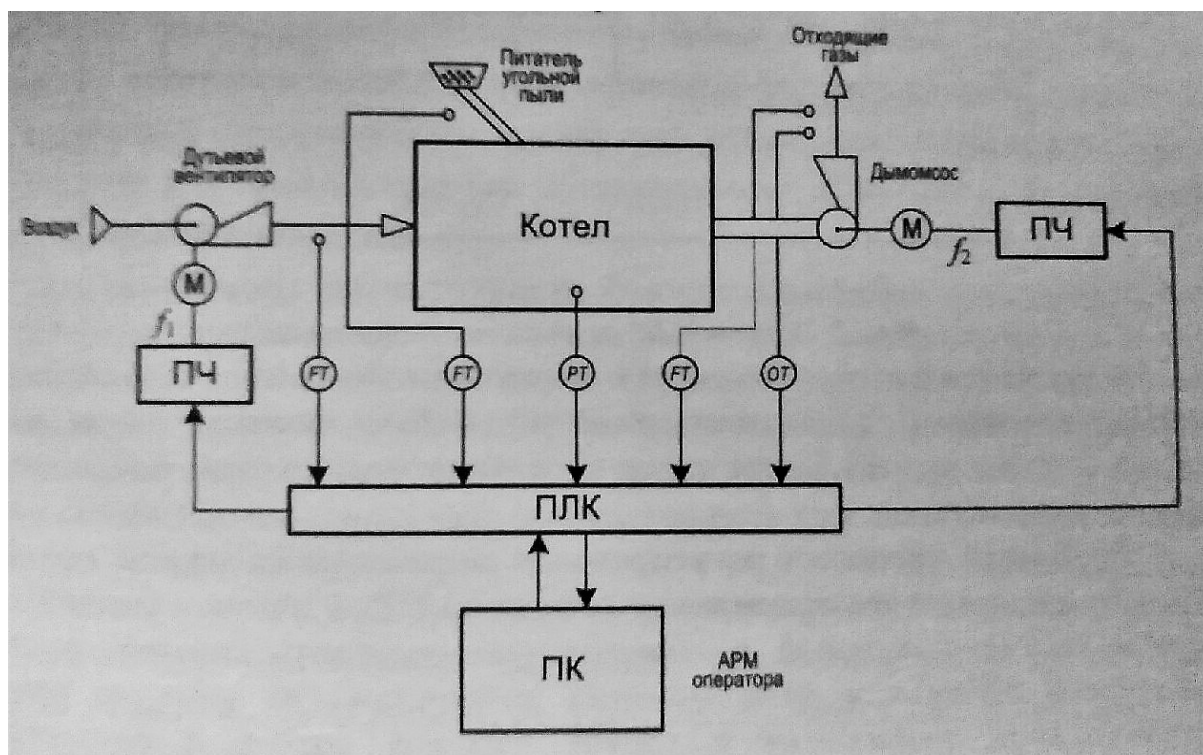 Питатель
угольной
пыли
Отходящие
газы
Дутьевой
вентилятор
Воздух
Котел
Дымомсос
М
f₂
ПЧ
М
f₁
ПЧ
FT
FT
PT
FT
OT
ПЛК
ПК
АРМ
оператора